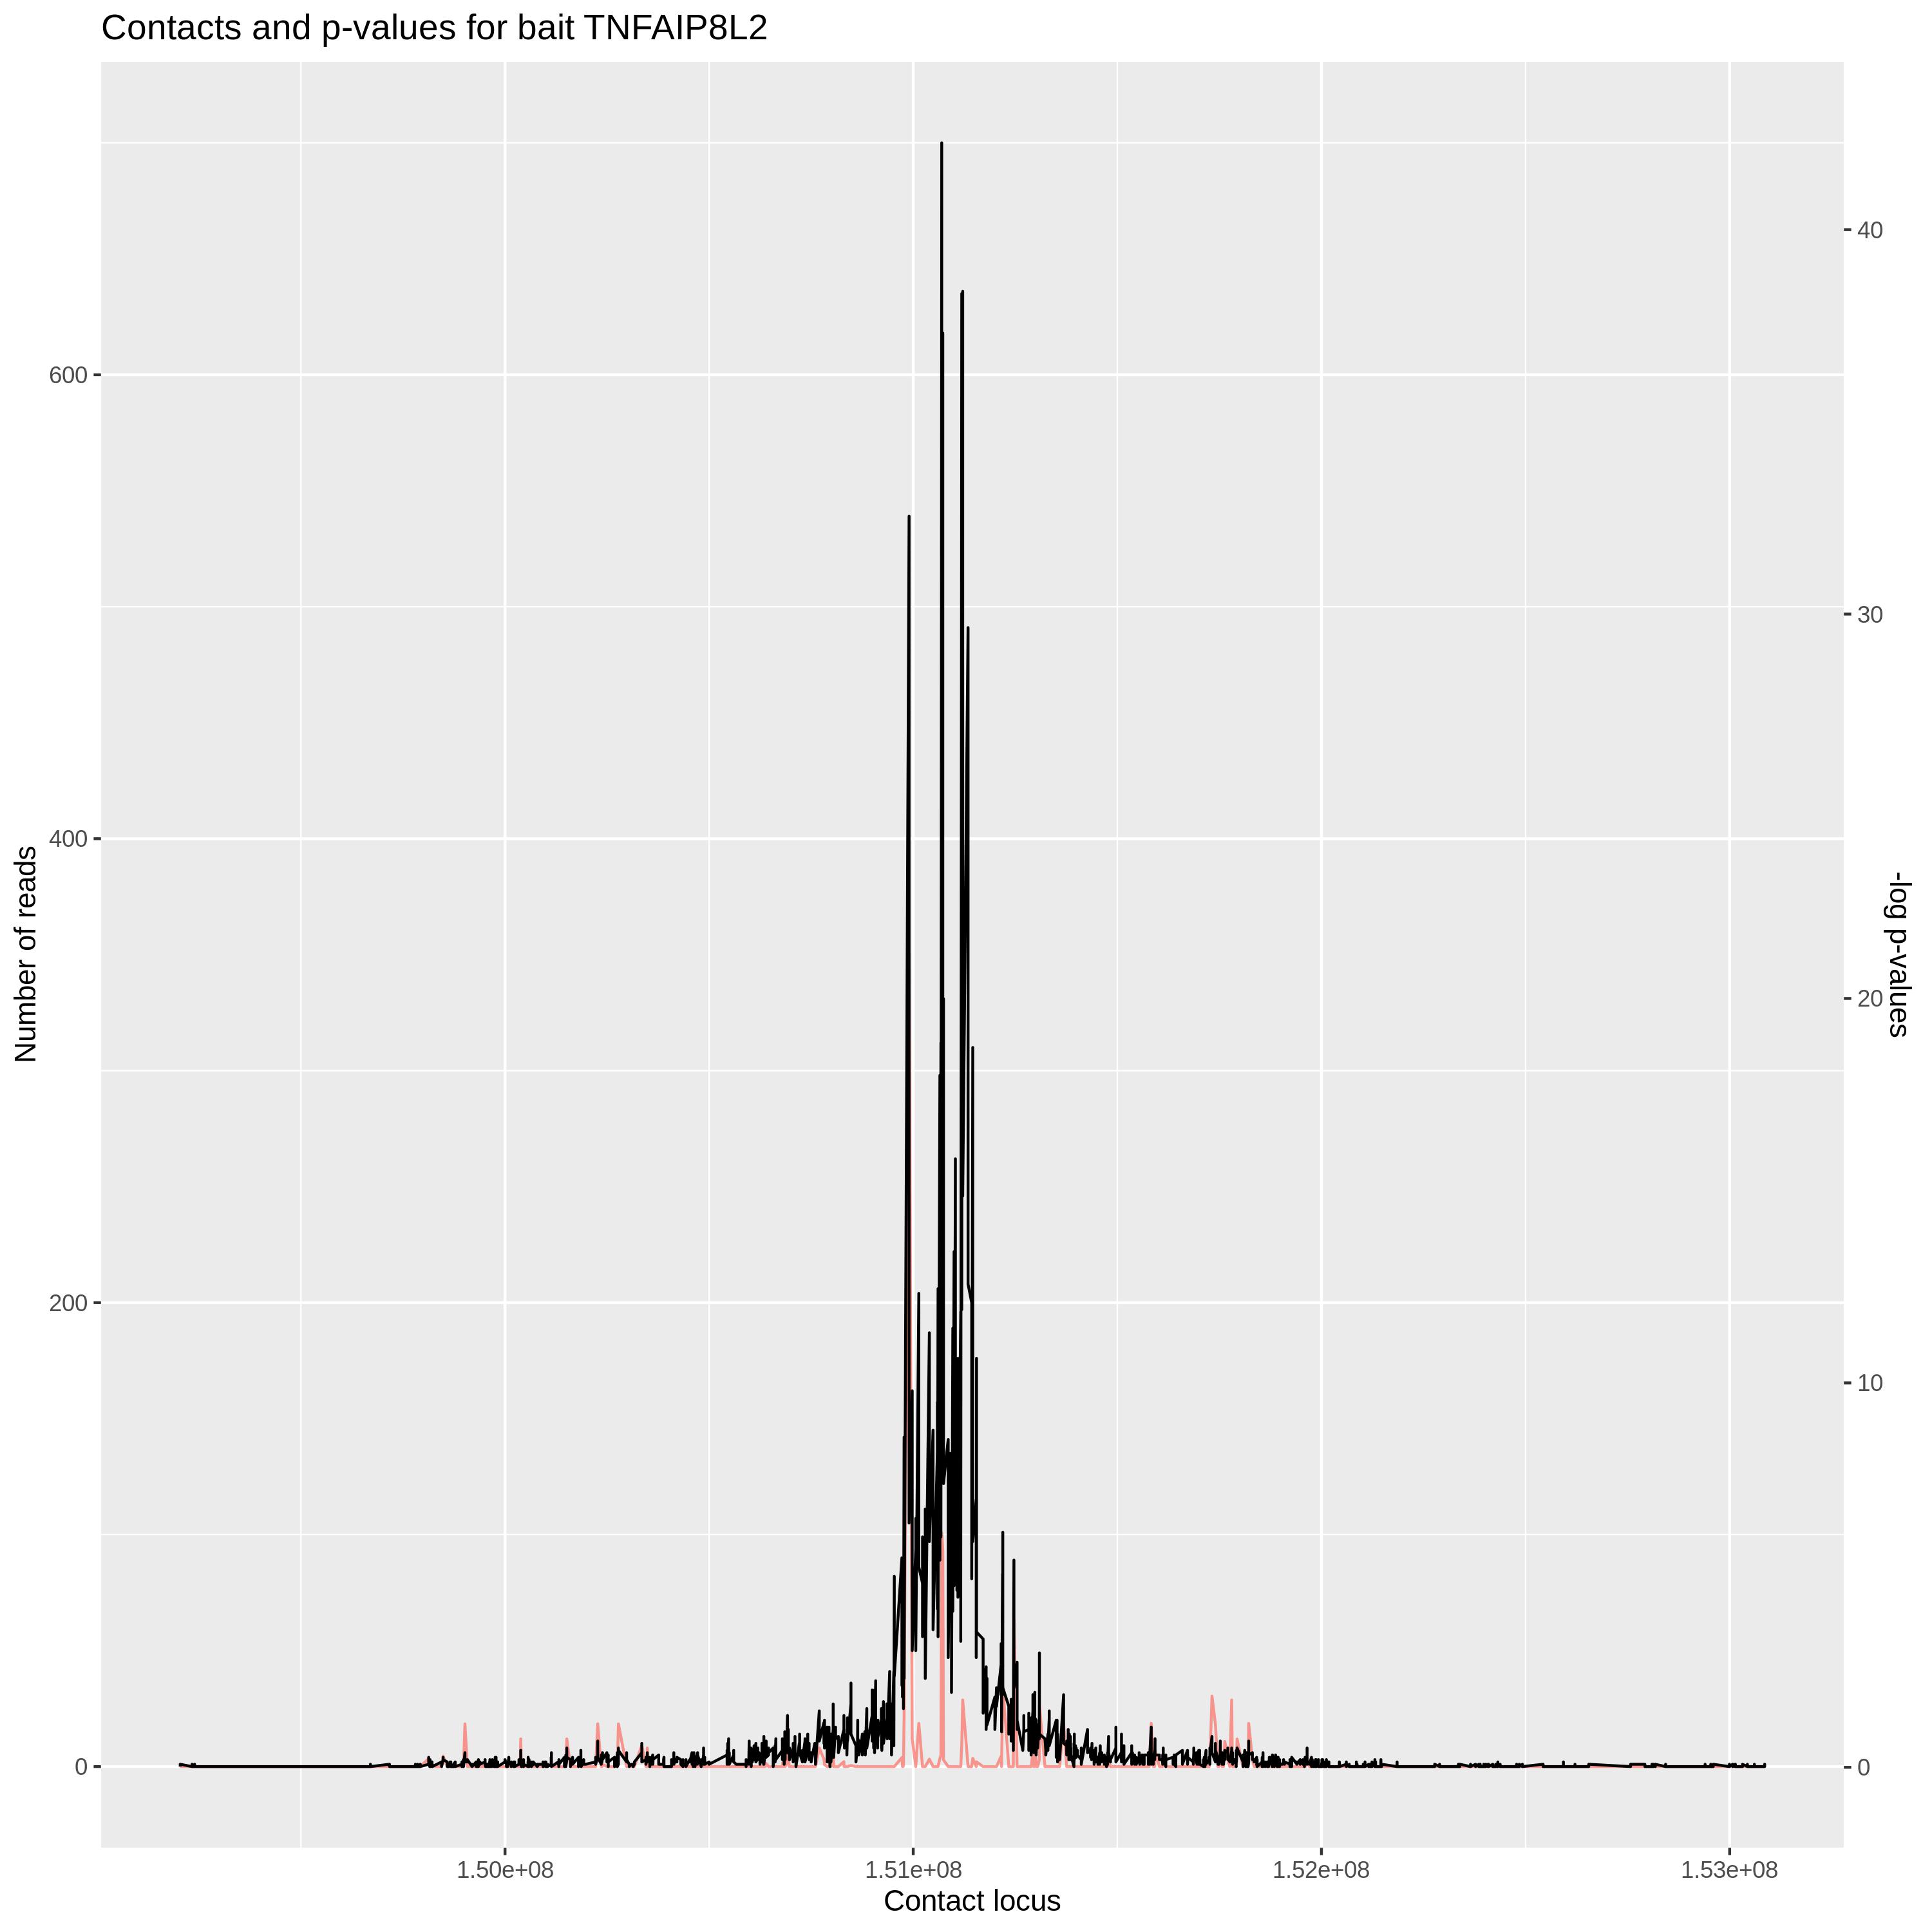 Contacts and p-values for bait TNFAIP8L2
Number of reads
600
400
200
0
40
30
20
10
0
-log p-values
1.50e+08
1.51e+08
1.52e+08
1.53e+08
Contact locus